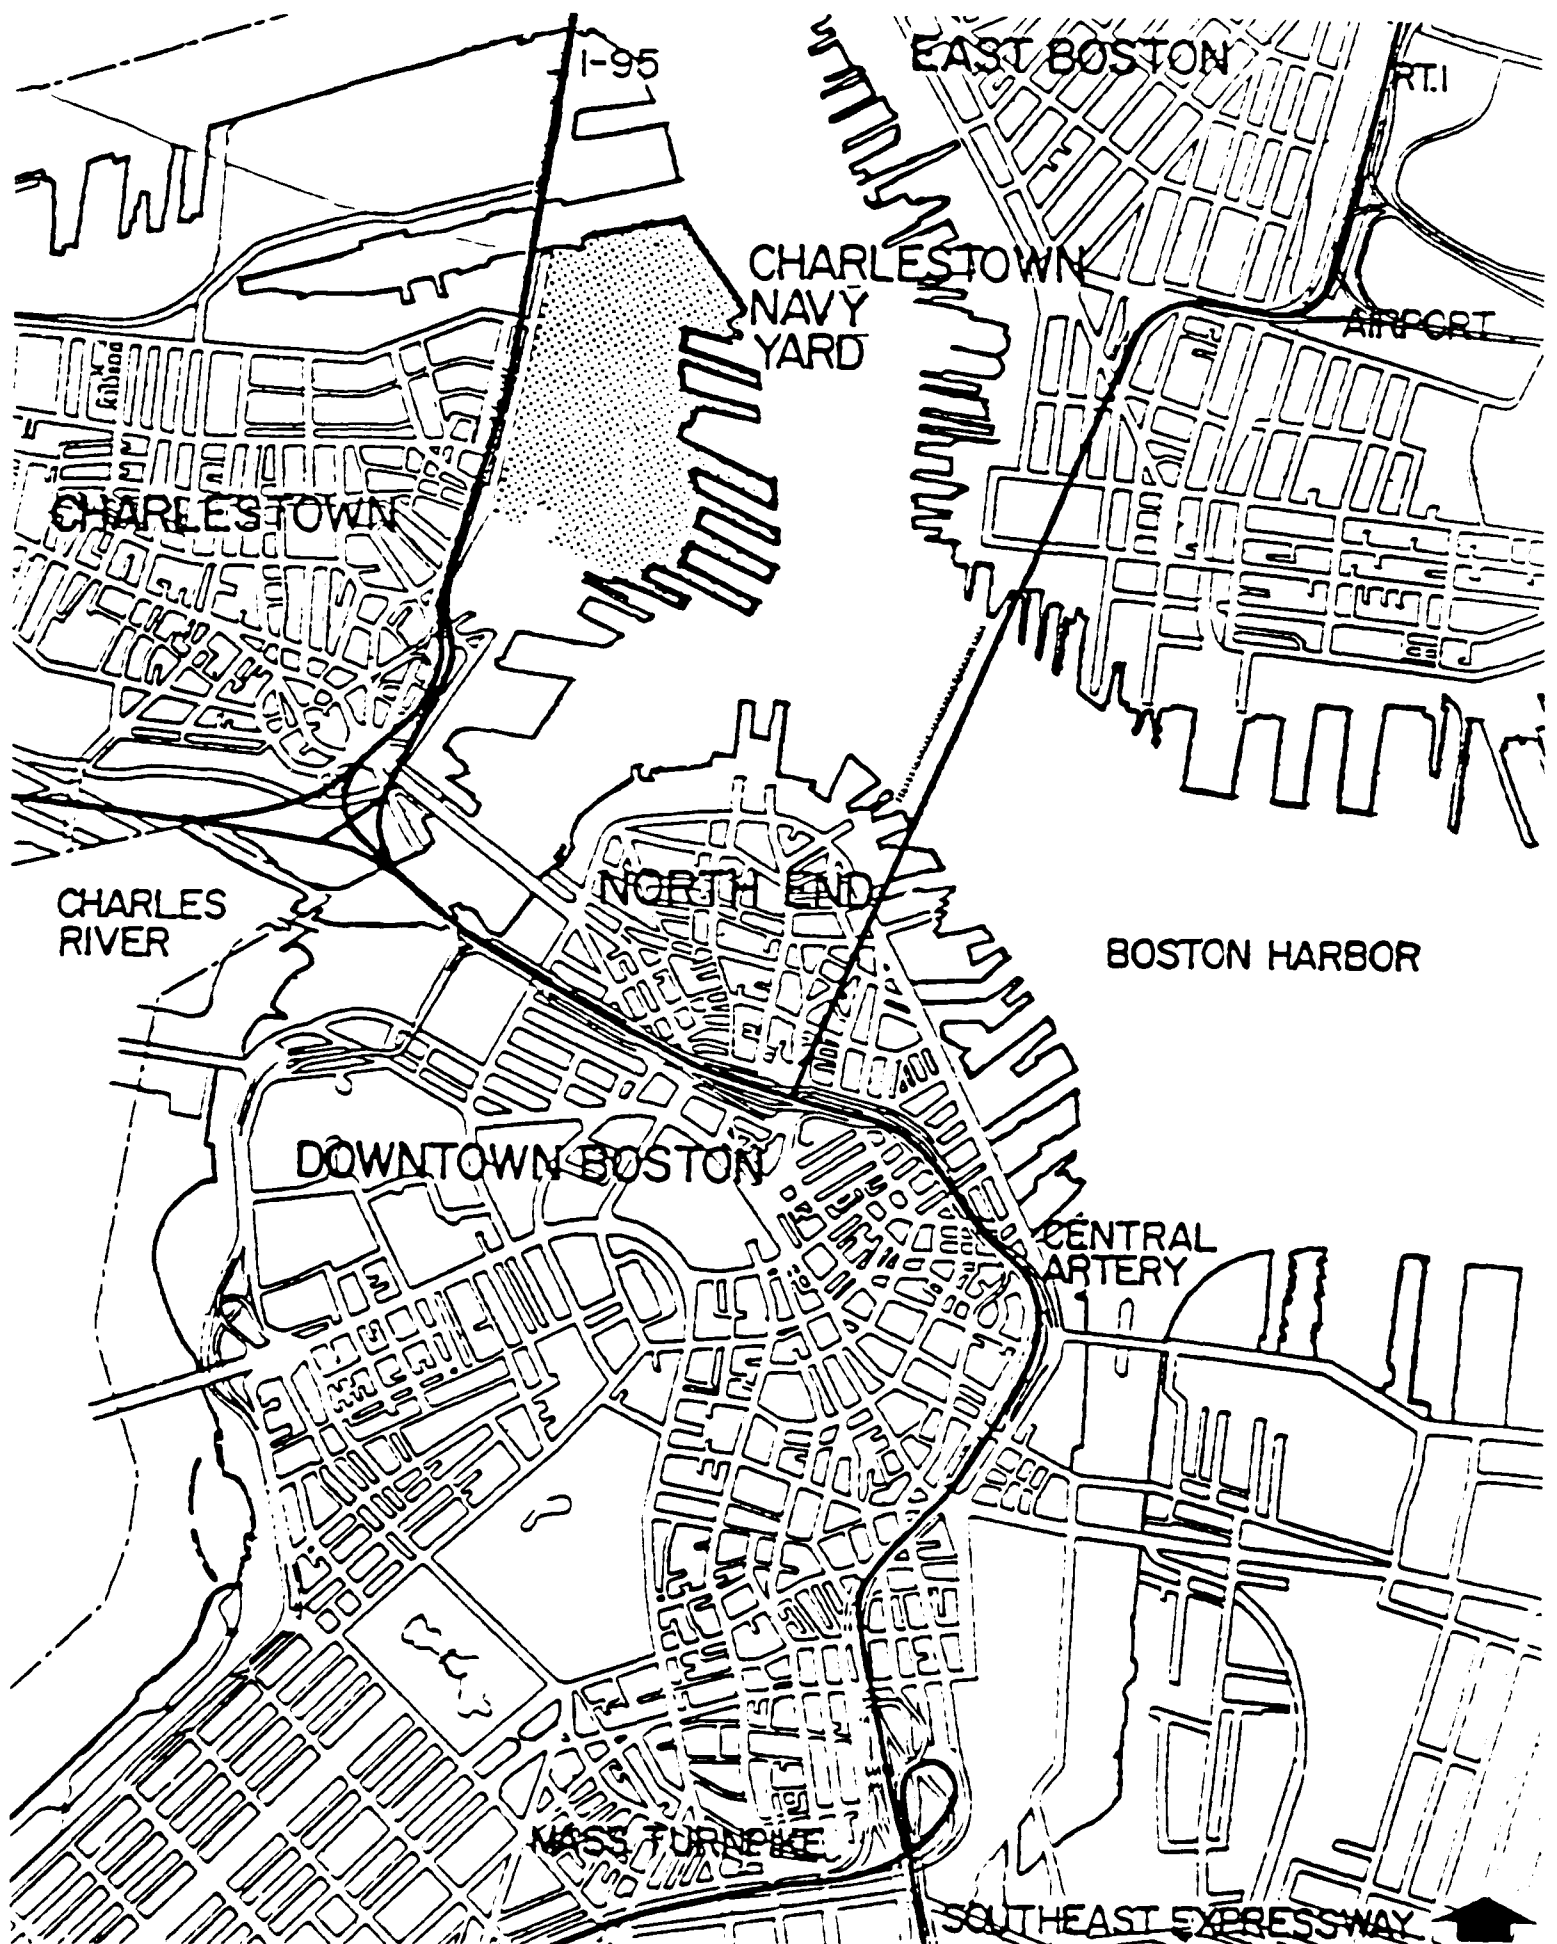 I-95
EAST BOSTON
RT. 1
CHARLESTOWN
NAVY
YARD
AIRPORT
CHARLESTOWN
NORTH END
CHARLES
RIVER
BOSTON HARBOR
DOWNTOWN BOSTON
CENTRAL
ARTERY
MASS. TURNPIKE
SOUTHEAST EXPRESSWAY